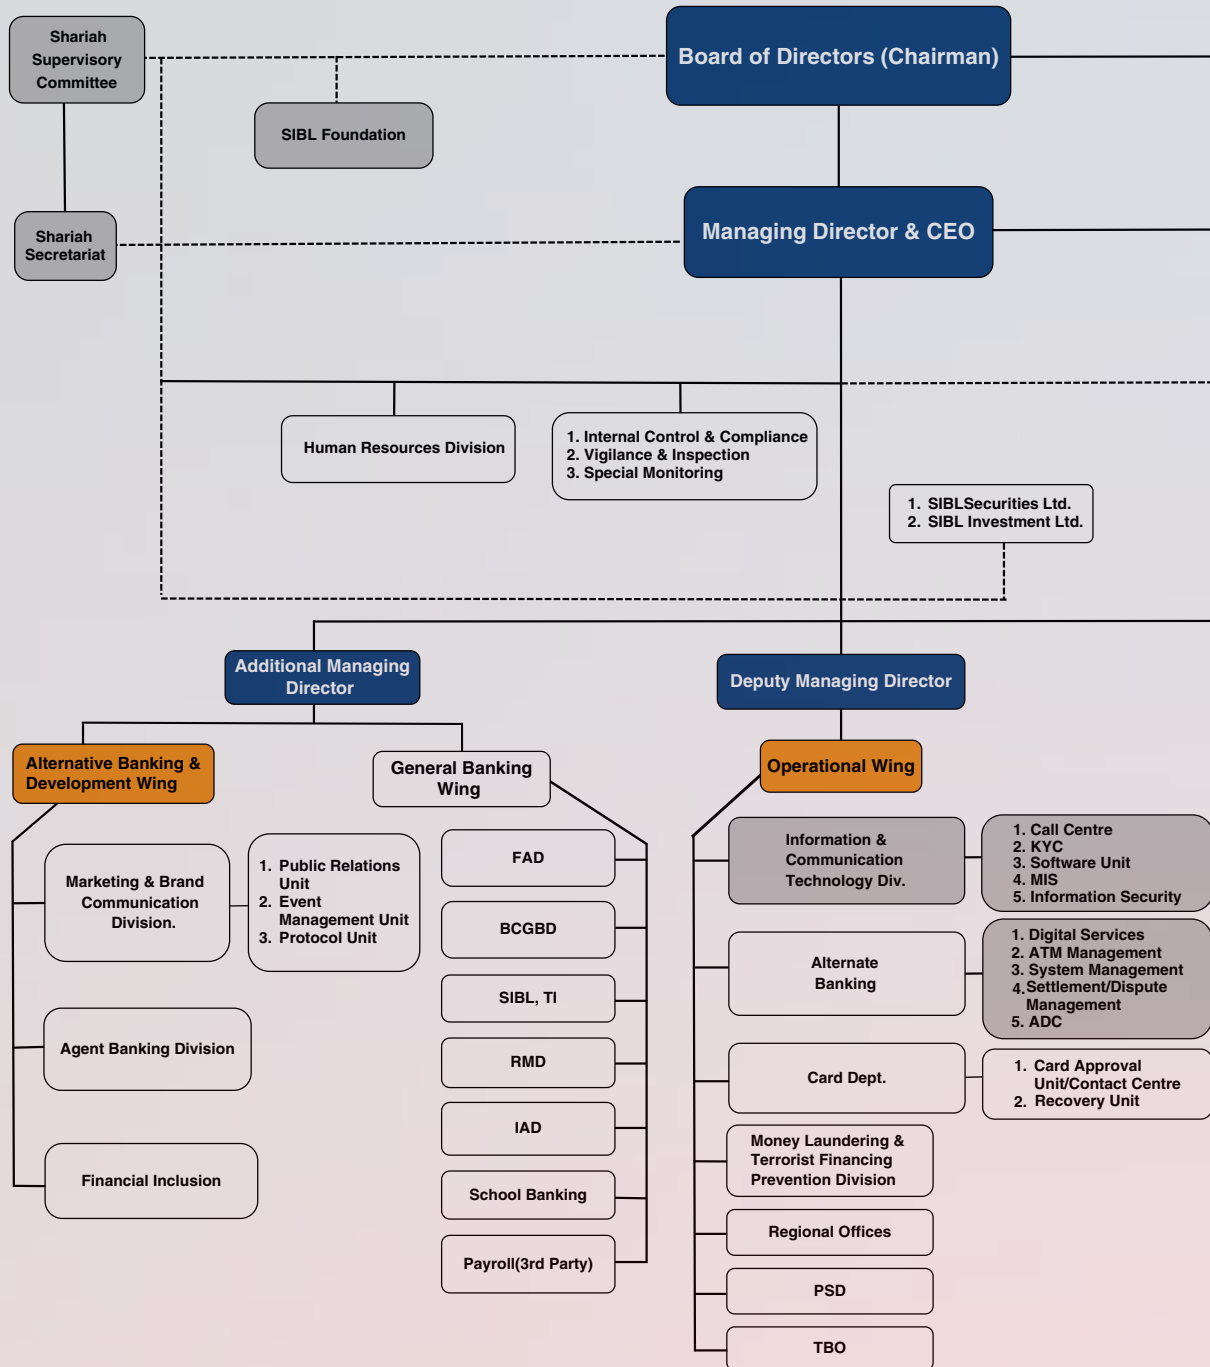 Shariah
Supervisory
Committee
Board of Directors (Chairman)
SIBL Foundation
Shariah
Secretariat
Managing Director & CEO
Human Resources Division
1. Internal Control & Compliance
2. Vigilance & Inspection
3. Special Monitoring
1. SIBLSecurities Ltd.
2. SIBL Investment Ltd.
Additional Managing
Director
Deputy Managing Director
Alternative Banking &
Development Wing
General Banking
Wing
Operational Wing
Marketing & Brand
Communication
Division.
1. Public Relations
Unit
2. Event
Management Unit
3. Protocol Unit
Agent Banking Division
Financial Inclusion
FAD
BCGBD
SIBL, TI
RMD
IAD
School Banking
Payroll(3rd Party)
Information &
Communication
Technology Div.
1. Call Centre
2. KYC
3. Software Unit
4. MIS
5. Information Security
Alternate
Banking
1. Digital Services
2. ATM Management
3. System Management
4. Settlement/Dispute
Management
5. ADC
Card Dept.
1. Card Approval
Unit/Contact Centre
2. Recovery Unit
Money Laundering &
Terrorist Financing
Prevention Division
Regional Offices
PSD
TBO